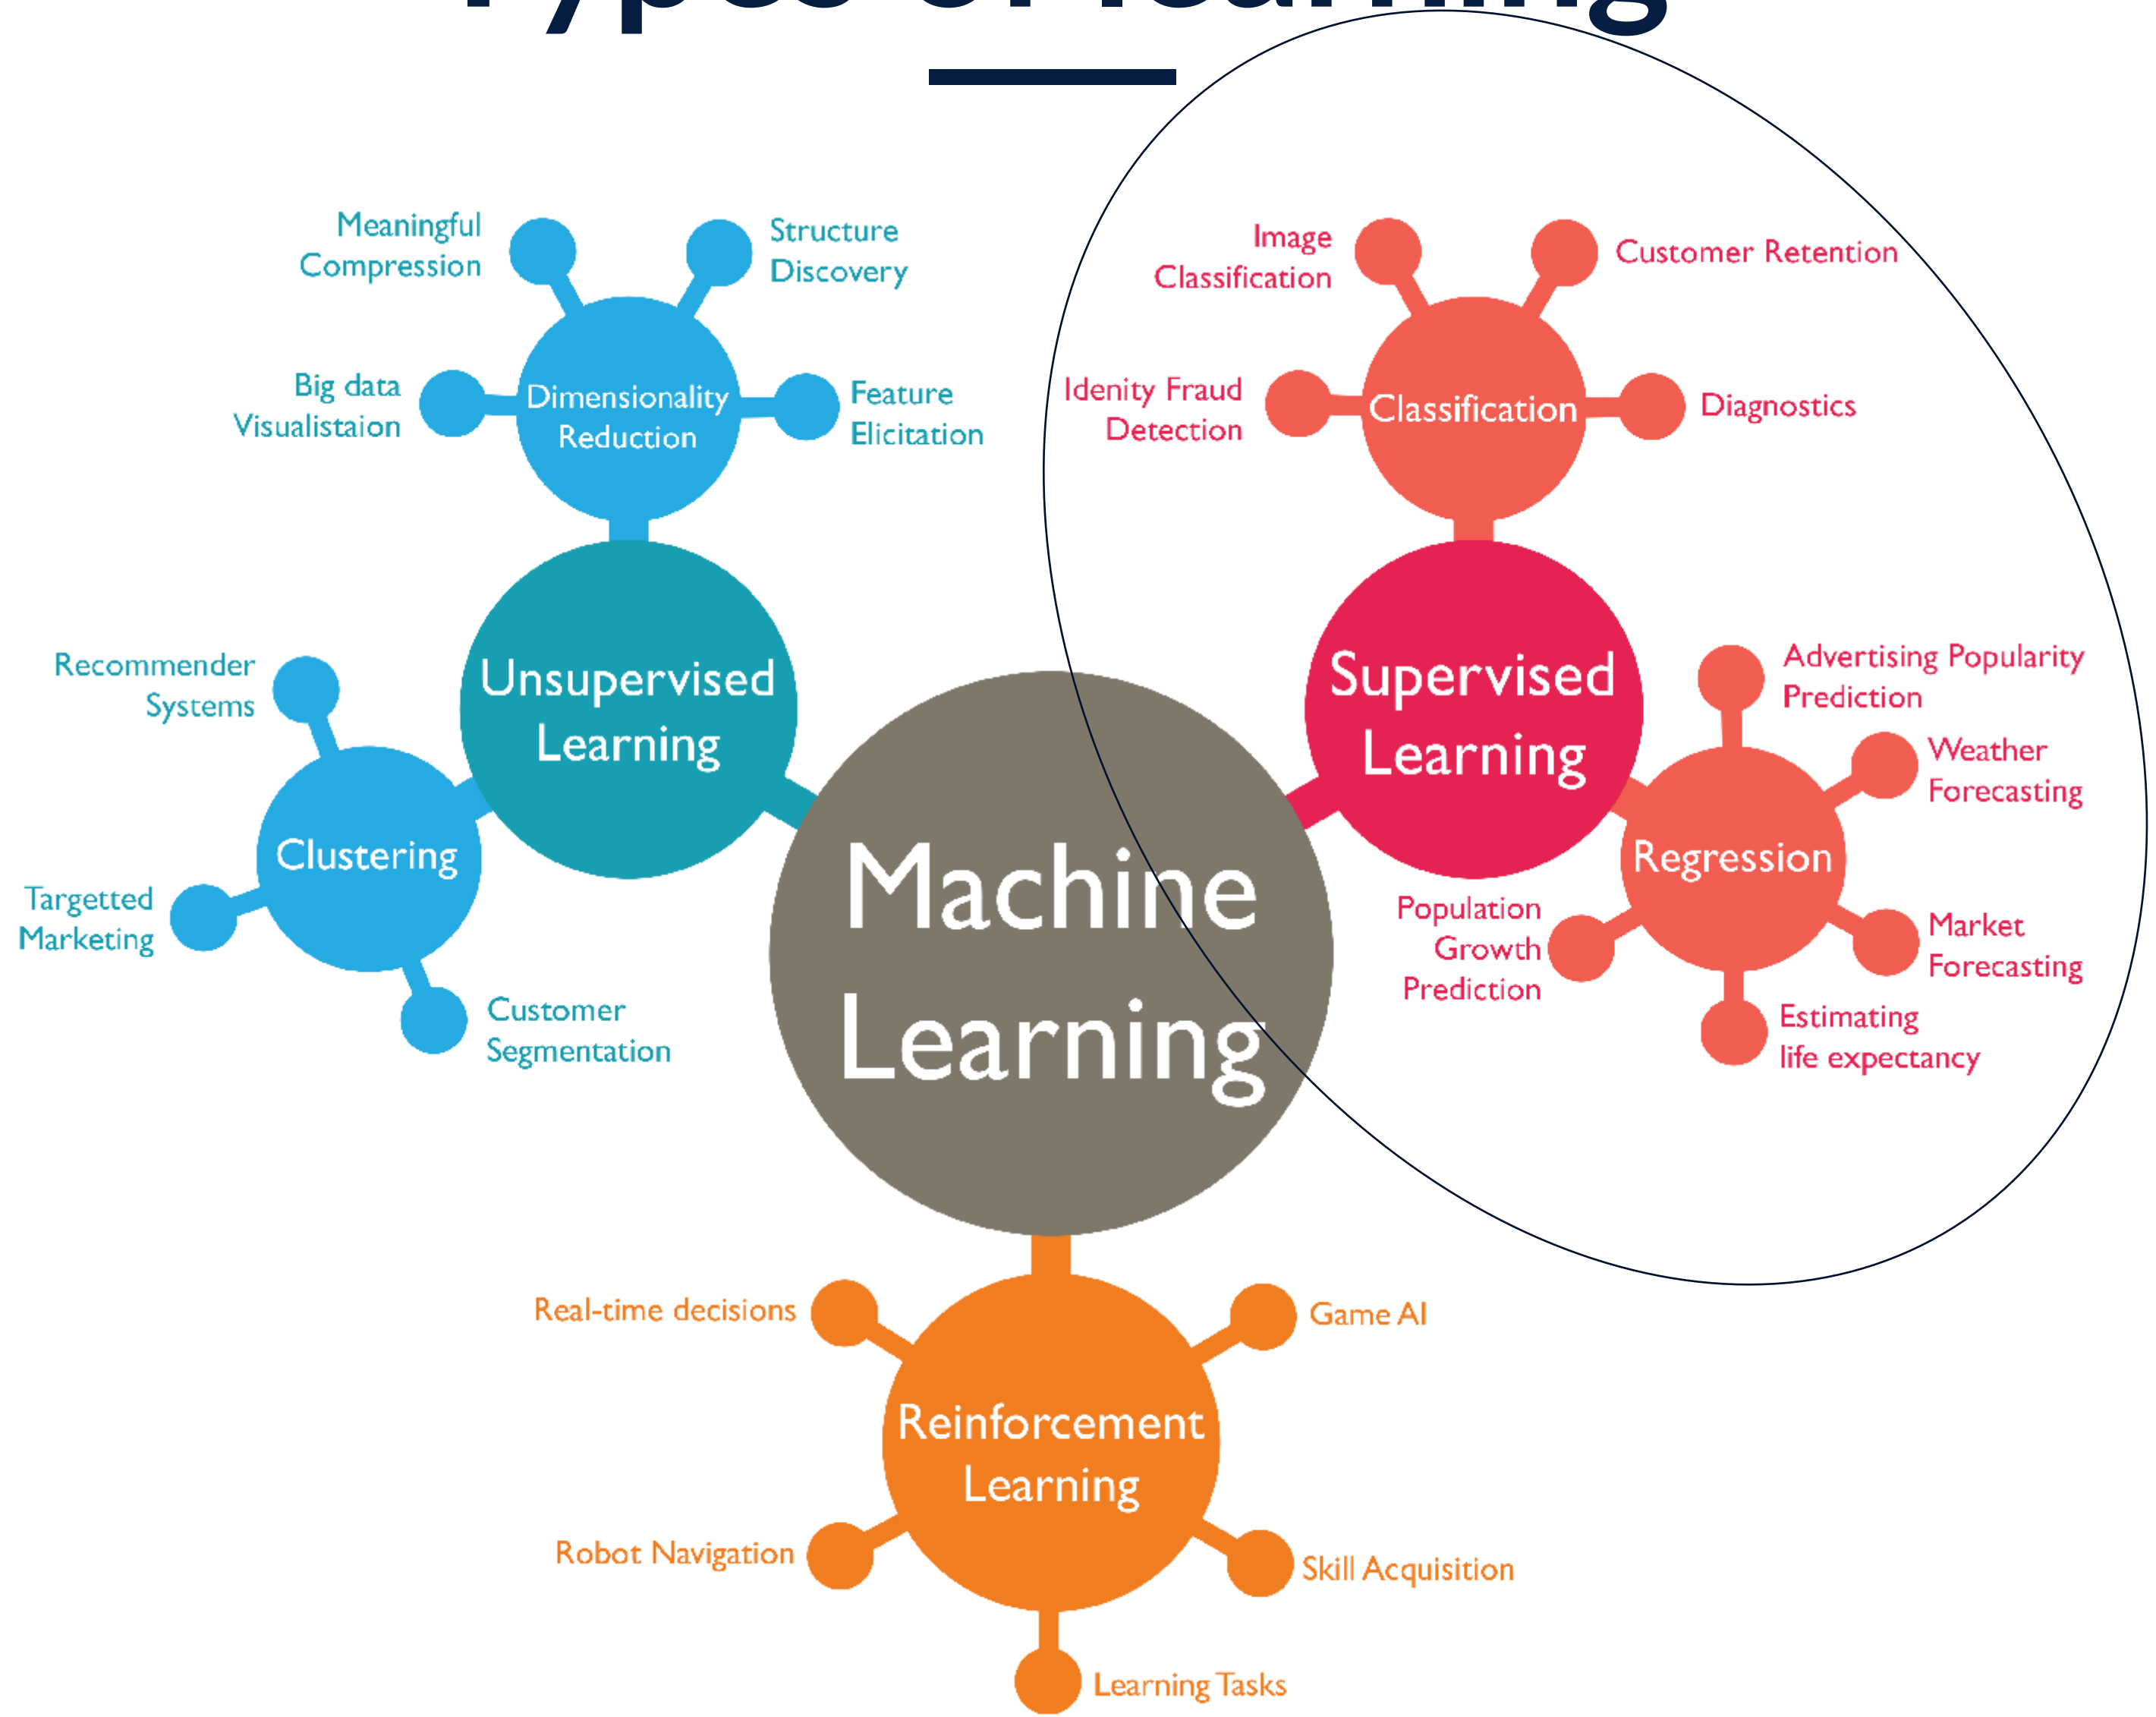 Types of learning
Meaningful
Compression
Structure
Discovery
Big data
Visualistaion
Dimensionality
Reduction
Feature
Elicitation
Image
Classification
Customer Retention
Idenity Fraud
Detection
Classification
Diagnostics
Unsupervised
Learning
Supervised
Learning
Recommender
Systems
Clustering
Targetted
Marketing
Customer
Segmentation
Machine
Learning
Advertising Popularity
Prediction
Weather
Forecasting
Regression
Population
Growth
Prediction
Market
Forecasting
Estimating
life expectancy
Real-time decisions
Game AI
Reinforcement
Learning
Robot Navigation
Skill Acquisition
Learning Tasks